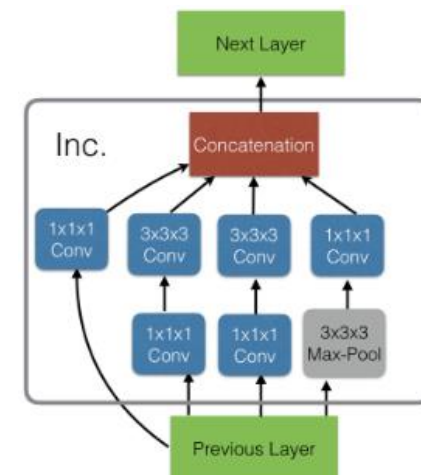 Next Layer
Inc.
Concatenation
1x1x1
Conv
3x3x3
Conv
3x3x3
Conv
1x1x1
Conv
1x1x1
Conv
1x1x1
Conv
3x3x3
Max-Pool
Previous Layer